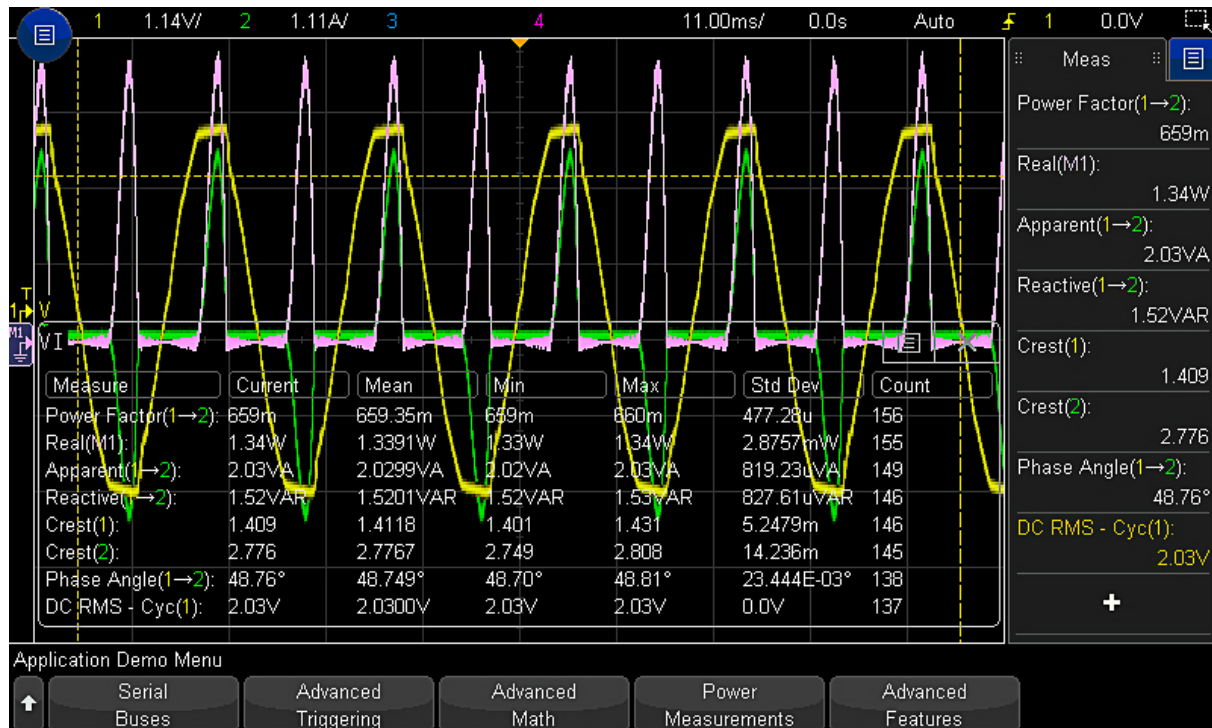 1 1.14V/ 2 1.11A/ 3 4 11.00ms/ 0.0s Auto 1 0.0V
Meas
Power Factor(1→2):
659m
Real(M1):
1.34W
Apparent(1→2):
2.03VA
Reactive(1→2):
1.52VAR
Crest(1):
1.409
Crest(2):
2.776
Phase Angle(1→2):
48.76°
DC RMS - Cyc(1):
2.03V
+
T
1 V
M1 VI
Measure Current Mean Min Max Std Dev Count
Power Factor(1→2): 659m 659.35m 659m 660m 477.28u 156
Real(M1): 1.34W 1.3391W 1.33W 1.34W 2.8757mW 155
Apparent(1→2): 2.03VA 2.0299VA 2.02VA 2.03VA 819.23uVA 149
Reactive(1→2): 1.52VAR 1.5201VAR 1.52VAR 1.53VAR 827.61uVAR 146
Crest(1): 1.409 1.4118 1.401 1.431 5.2479m 146
Crest(2): 2.776 2.7767 2.749 2.808 14.236m 145
Phase Angle(1→2): 48.76° 48.749° 48.70° 48.81° 23.444E-03° 138
DC RMS - Cyc(1): 2.03V 2.0300V 2.03V 2.03V 0.0V 137
Application Demo Menu
Serial Buses
Advanced Triggering
Advanced Math
Power Measurements
Advanced Features